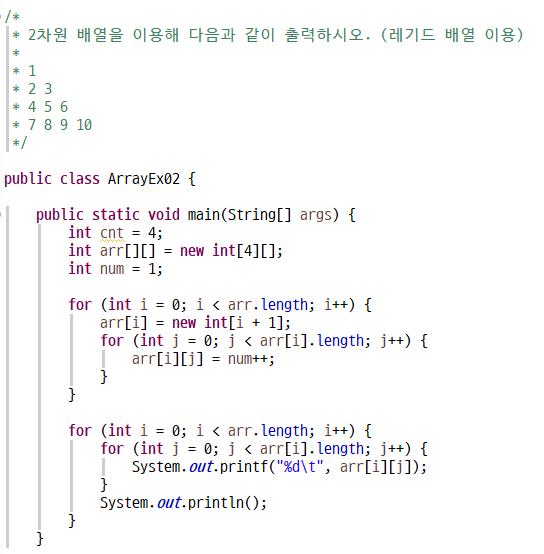 /*
* 2차원 배열을 이용해 다음과 같이 출력하시오. (레기드 배열 이용)
*
* 1
* 2 3
* 4 5 6
* 7 8 9 10
*/
public class ArrayEx02 {
public static void main(String[] args) {
int cnt = 4;
int arr[][] = new int[4][];
int num = 1;
for (int i = 0; i < arr.length; i++) {
arr[i] = new int[i + 1];
for (int j = 0; j < arr[i].length; j++) {
arr[i][j] = num++;
}
}
for (int i = 0; i < arr.length; i++) {
for (int j = 0; j < arr[i].length; j++) {
System.out.printf("%d\t", arr[i][j]);
}
System.out.println();
}
}